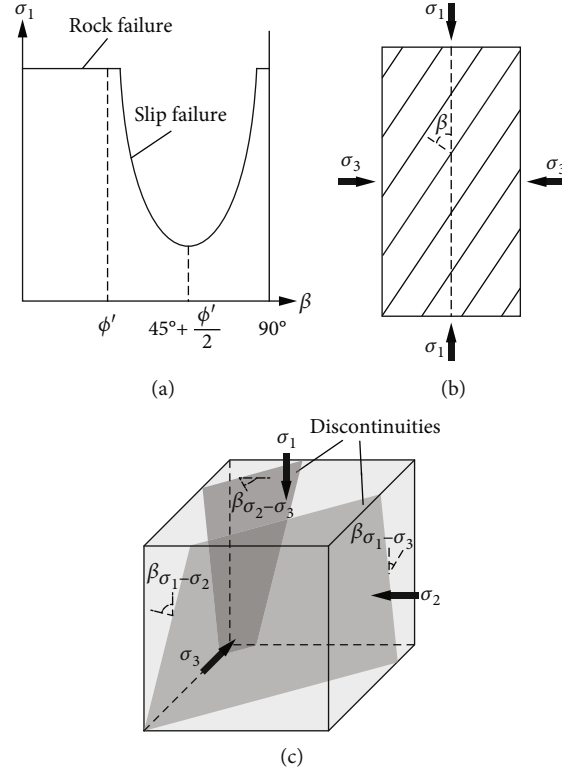 σ1
Rock failure
Slip failure
β
ϕ′
45° + ϕ′/2
90°
(a)
σ1
β
σ3
σ3
σ1
(b)
Discontinuities
σ1
βσ2–σ3
βσ1–σ3
βσ1–σ2
σ2
σ3
(c)